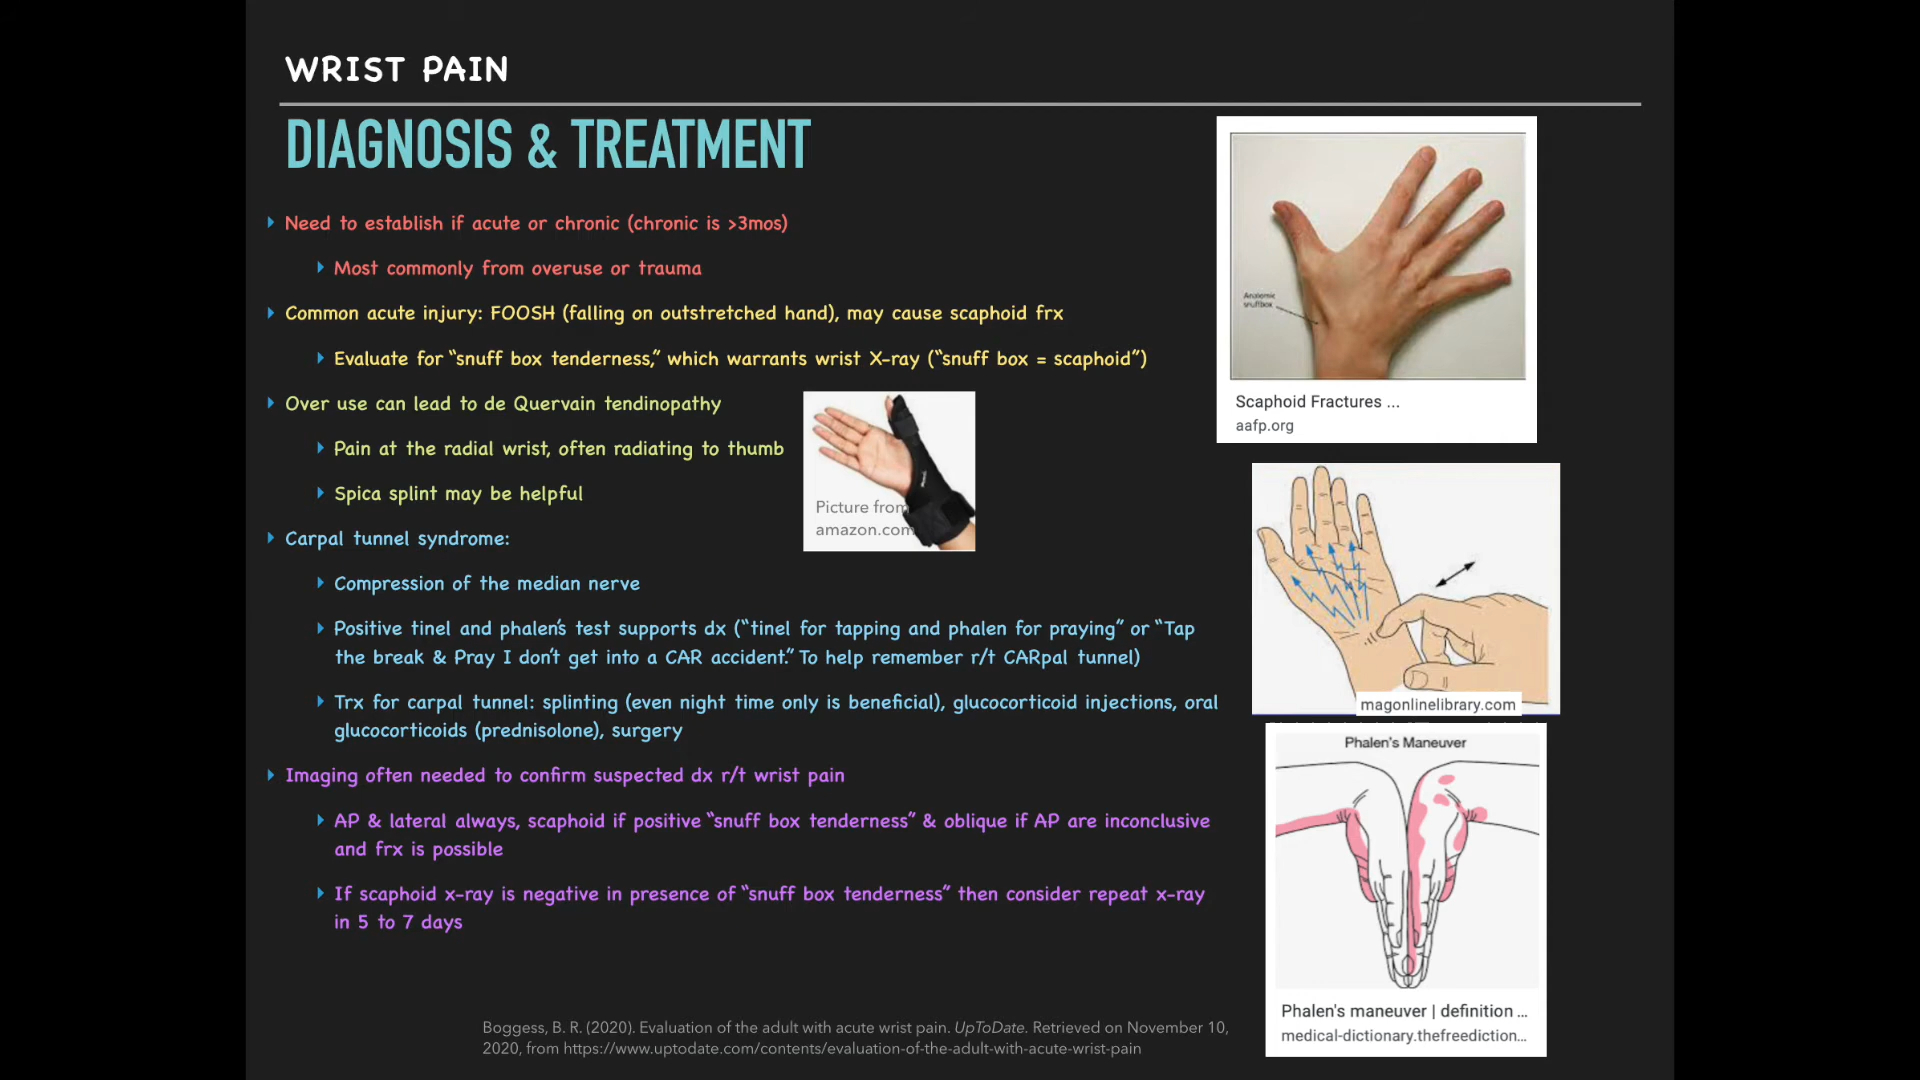 WRIST PAIN
DIAGNOSIS & TREATMENT
Need to establish if acute or chronic (chronic is >3mos)
Most commonly from overuse or trauma
Common acute injury: FOOSH (falling on outstretched hand), may cause scaphoid frx
Evaluate for “snuff box tenderness,” which warrants wrist X-ray (“snuff box = scaphoid”)
Over use can lead to de Quervain tendinopathy
Pain at the radial wrist, often radiating to thumb
Spica splint may be helpful
Picture from
amazon.com
Carpal tunnel syndrome:
Compression of the median nerve
Positive tinel and phalen’s test supports dx (“tinel for tapping and phalen for praying” or “Tap
the break & Pray I don’t get into a CAR accident.” To help remember r/t CARpal tunnel)
Trx for carpal tunnel: splinting (even night time only is beneficial), glucocorticoid injections, oral
glucocorticoids (prednisolone), surgery
Imaging often needed to confirm suspected dx r/t wrist pain
AP & lateral always, scaphoid if positive “snuff box tenderness” & oblique if AP are inconclusive
and frx is possible
If scaphoid x-ray is negative in presence of “snuff box tenderness” then consider repeat x-ray
in 5 to 7 days
Anatomic
snuffbox
Scaphoid Fractures ...
aafp.org
magonlinelibrary.com
Phalen's Maneuver
Phalen's maneuver | definition ...
medical-dictionary.thefreediction...
Boggess, B. R. (2020). Evaluation of the adult with acute wrist pain. UpToDate. Retrieved on November 10,
2020, from https://www.uptodate.com/contents/evaluation-of-the-adult-with-acute-wrist-pain